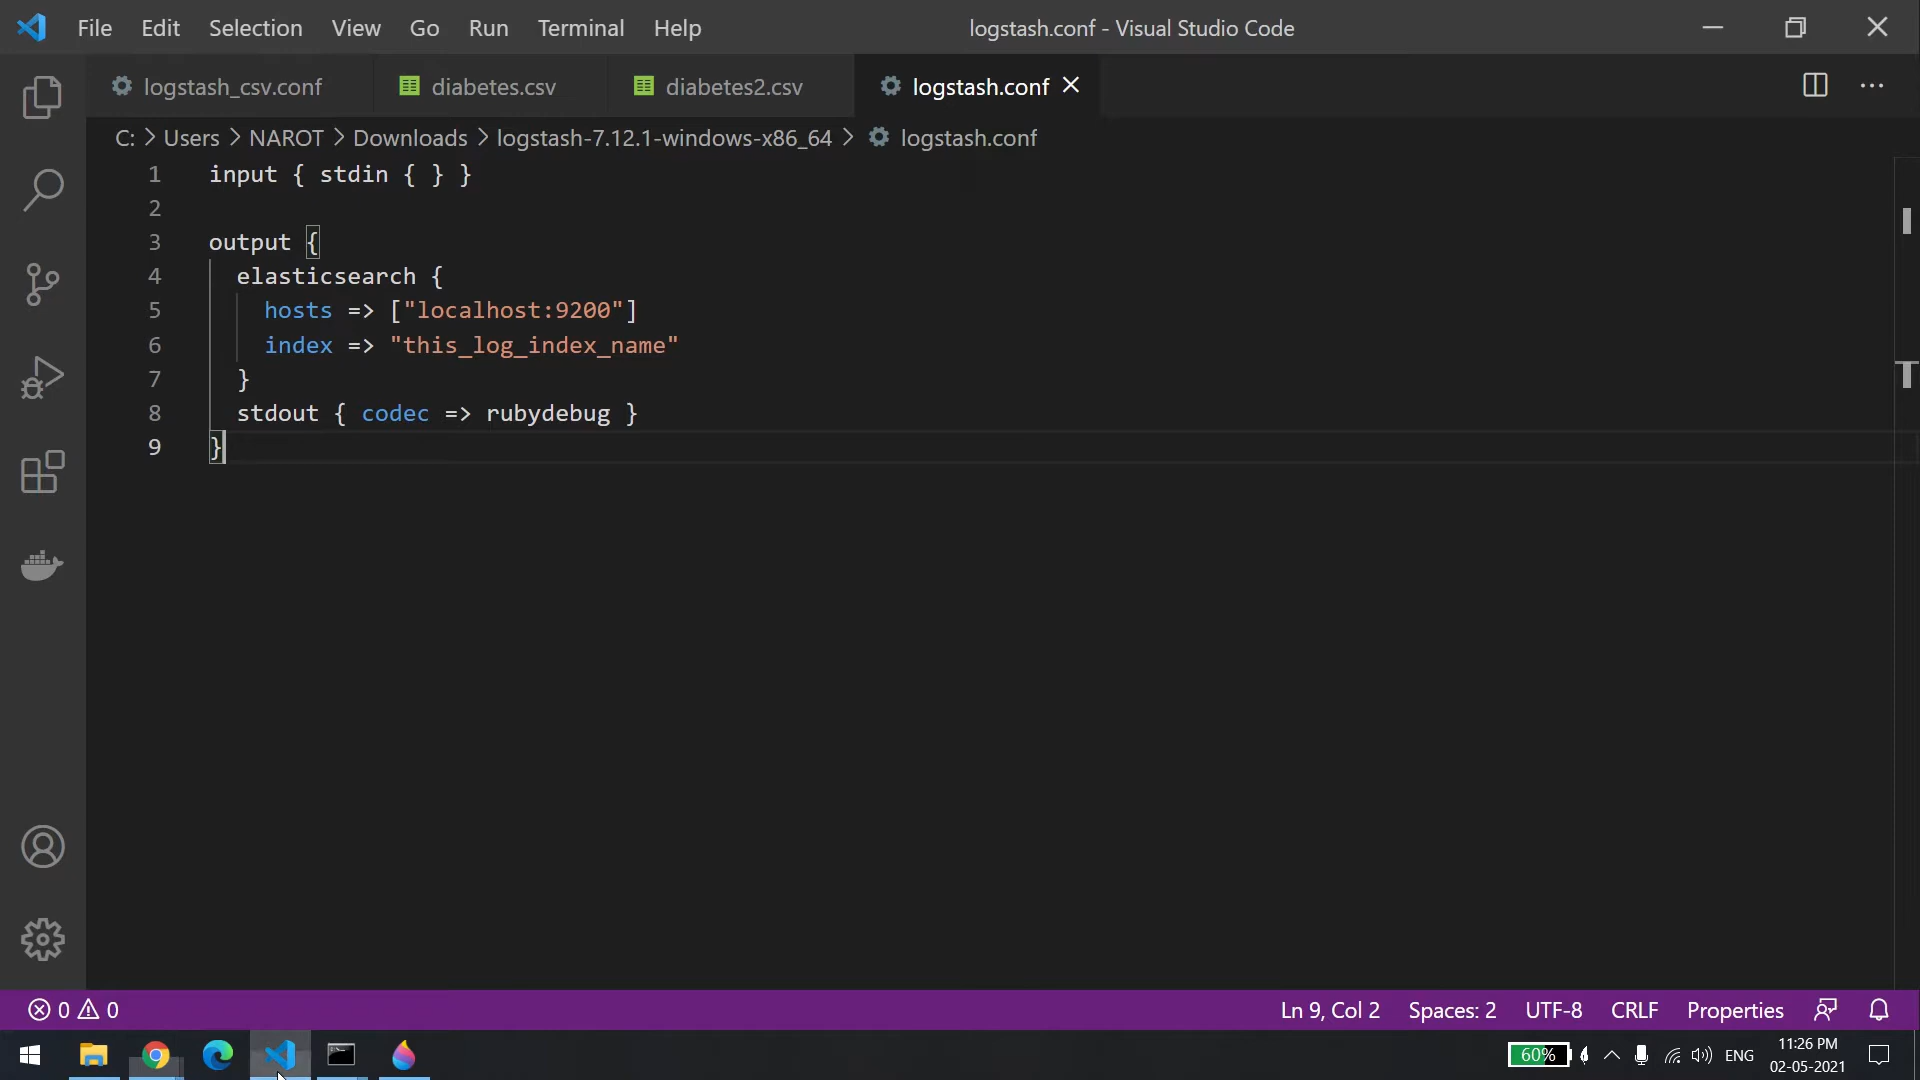 File Edit Selection View Go Run Terminal Help logstash.conf - Visual Studio Code
logstash_csv.conf diabetes.csv diabetes2.csv logstash.conf
C: > Users > NAROT > Downloads > logstash-7.12.1-windows-x86_64 > logstash.conf
1 input { stdin { } }
2
3 output {
4 elasticsearch {
5 hosts => ["localhost:9200"]
6 index => "this_log_index_name"
7 }
8 stdout { codec => rubydebug }
9 }
0 0 Ln 9, Col 2 Spaces: 2 UTF-8 CRLF Properties
60% ENG 11:26 PM
02-05-2021